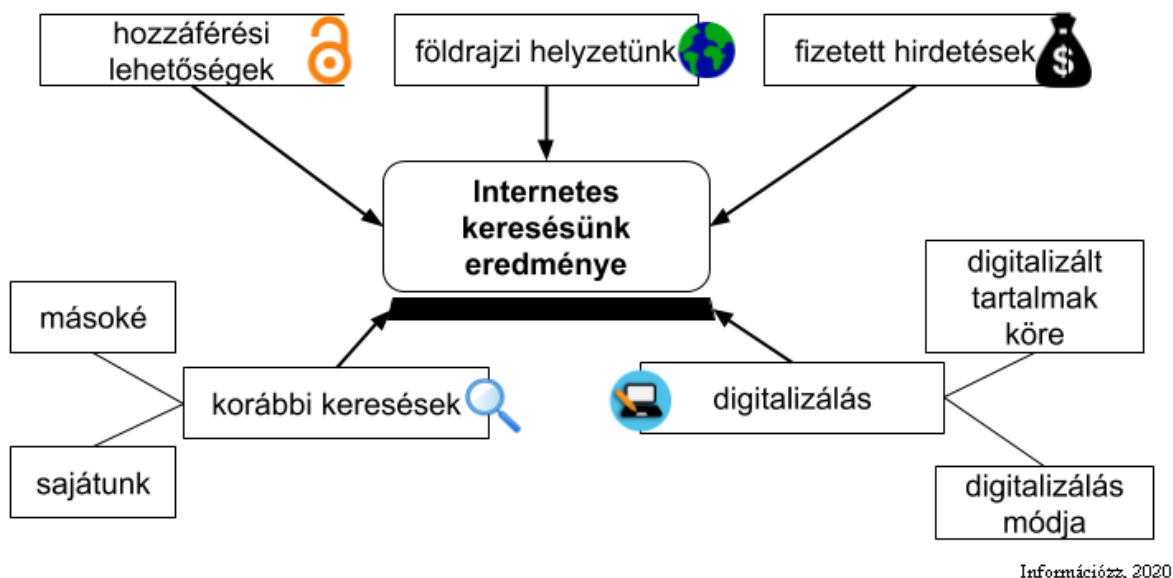 hozzáférési
lehetőségek
földrajzi helyzetünk
fizetett hirdetések
$
Internetes
keresésünk
eredménye
digitalizált
tartalmak
köre
másoké
korábbi keresések
digitalizálás
sajátunk
digitalizálás
módja
Információzz, 2020